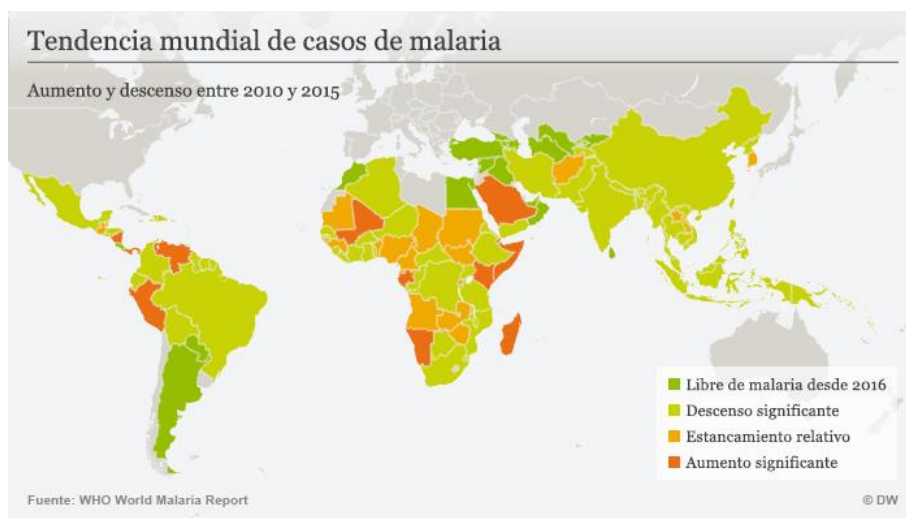 Tendencia mundial de casos de malaria
Aumento y descenso entre 2010 y 2015
Libre de malaria desde 2016
Descenso significante
Estancamiento relativo
Aumento significante
Fuente: WHO World Malaria Report
© DW